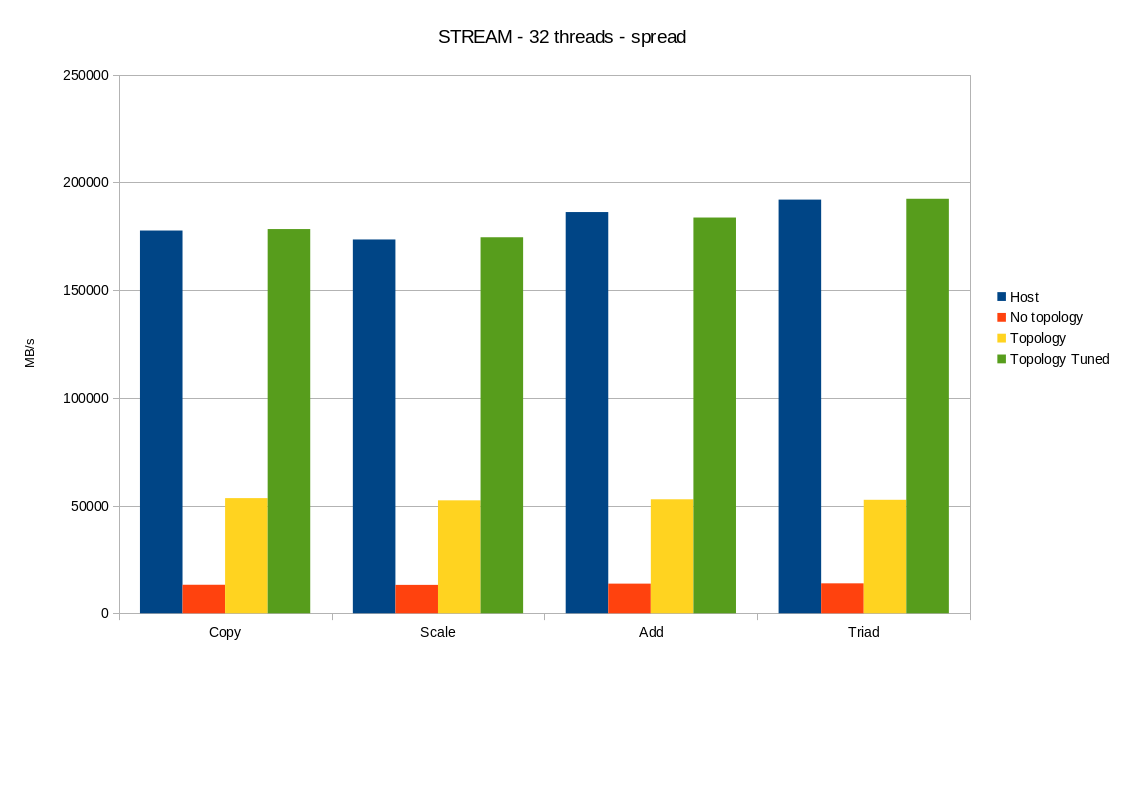 STREAM - 32 threads - spread
250000
200000
150000
100000
50000
0
MB/s
Copy
Scale
Add
Triad
Host
No topology
Topology
Topology Tuned